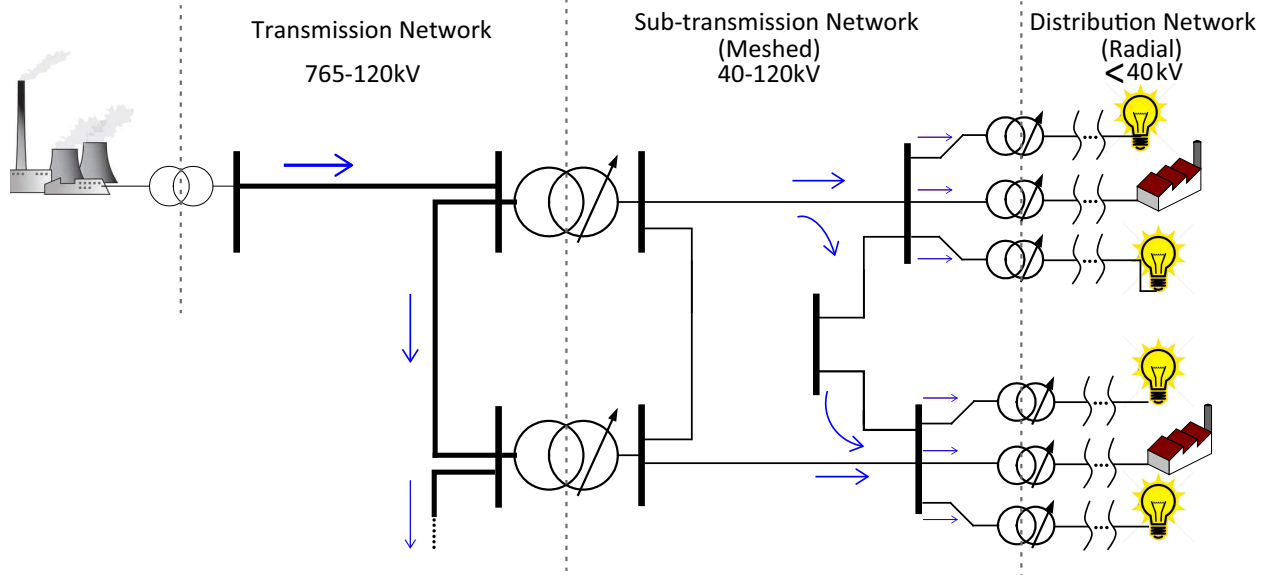 Transmission Network
765-120kV
Sub-transmission Network
(Meshed)
40-120kV
Distribution Network
(Radial)
<40kV